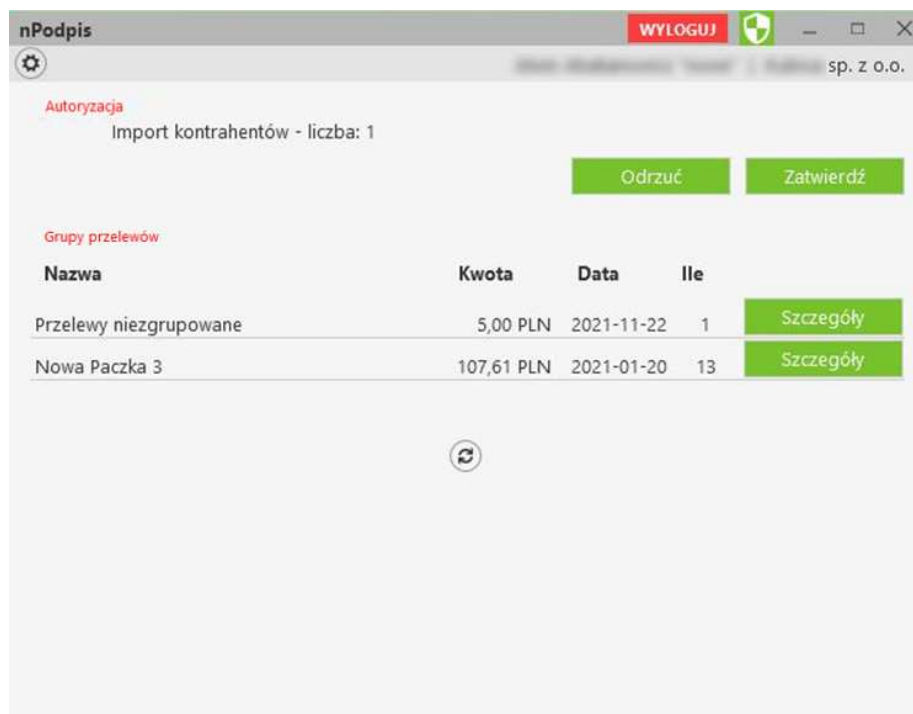 nPodpis WYLOGUJ
sp. z o.o.
Autoryzacja
Import kontrahentów - liczba: 1
Odrzuć Zatwierdź
Grupy przelewów
Nazwa Kwota Data Ile
Przelewy niezgrupowane 5,00 PLN 2021-11-22 1 Szczegóły
Nowa Paczka 3 107,61 PLN 2021-01-20 13 Szczegóły